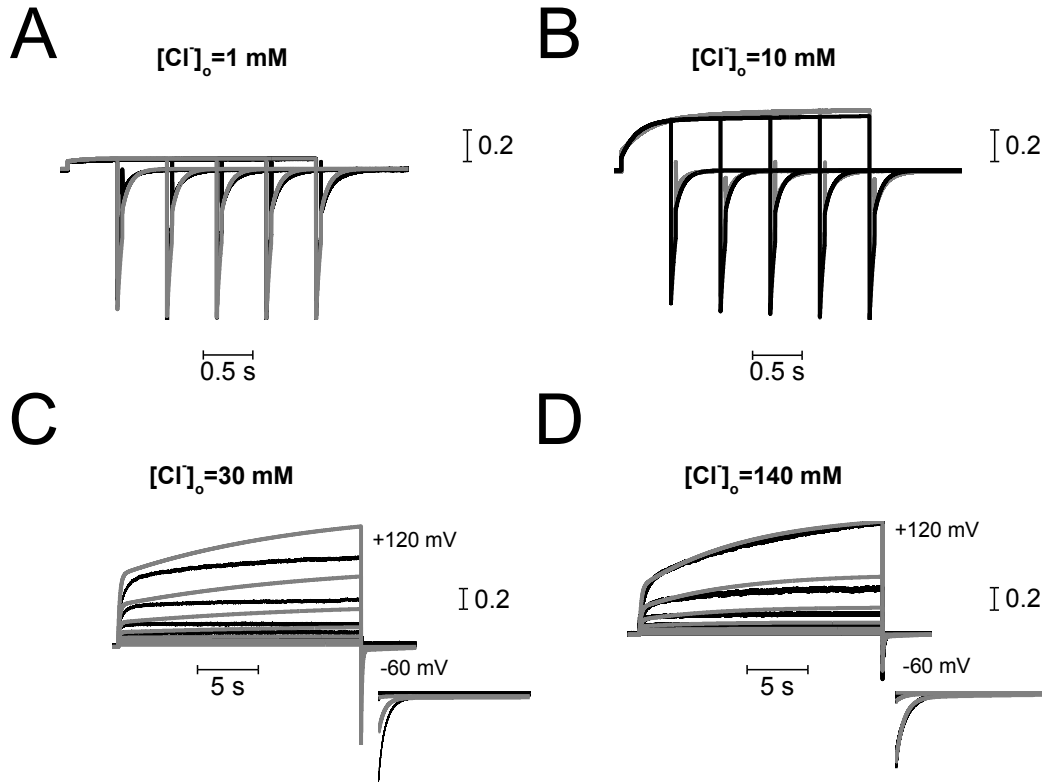 A
B
[Cl⁻]ₒ=1 mM
[Cl⁻]ₒ=10 mM
0.2
0.2
0.5 s
0.5 s
C
D
[Cl⁻]ₒ=30 mM
[Cl⁻]ₒ=140 mM
+120 mV
+120 mV
0.2
0.2
5 s
-60 mV
5 s
-60 mV